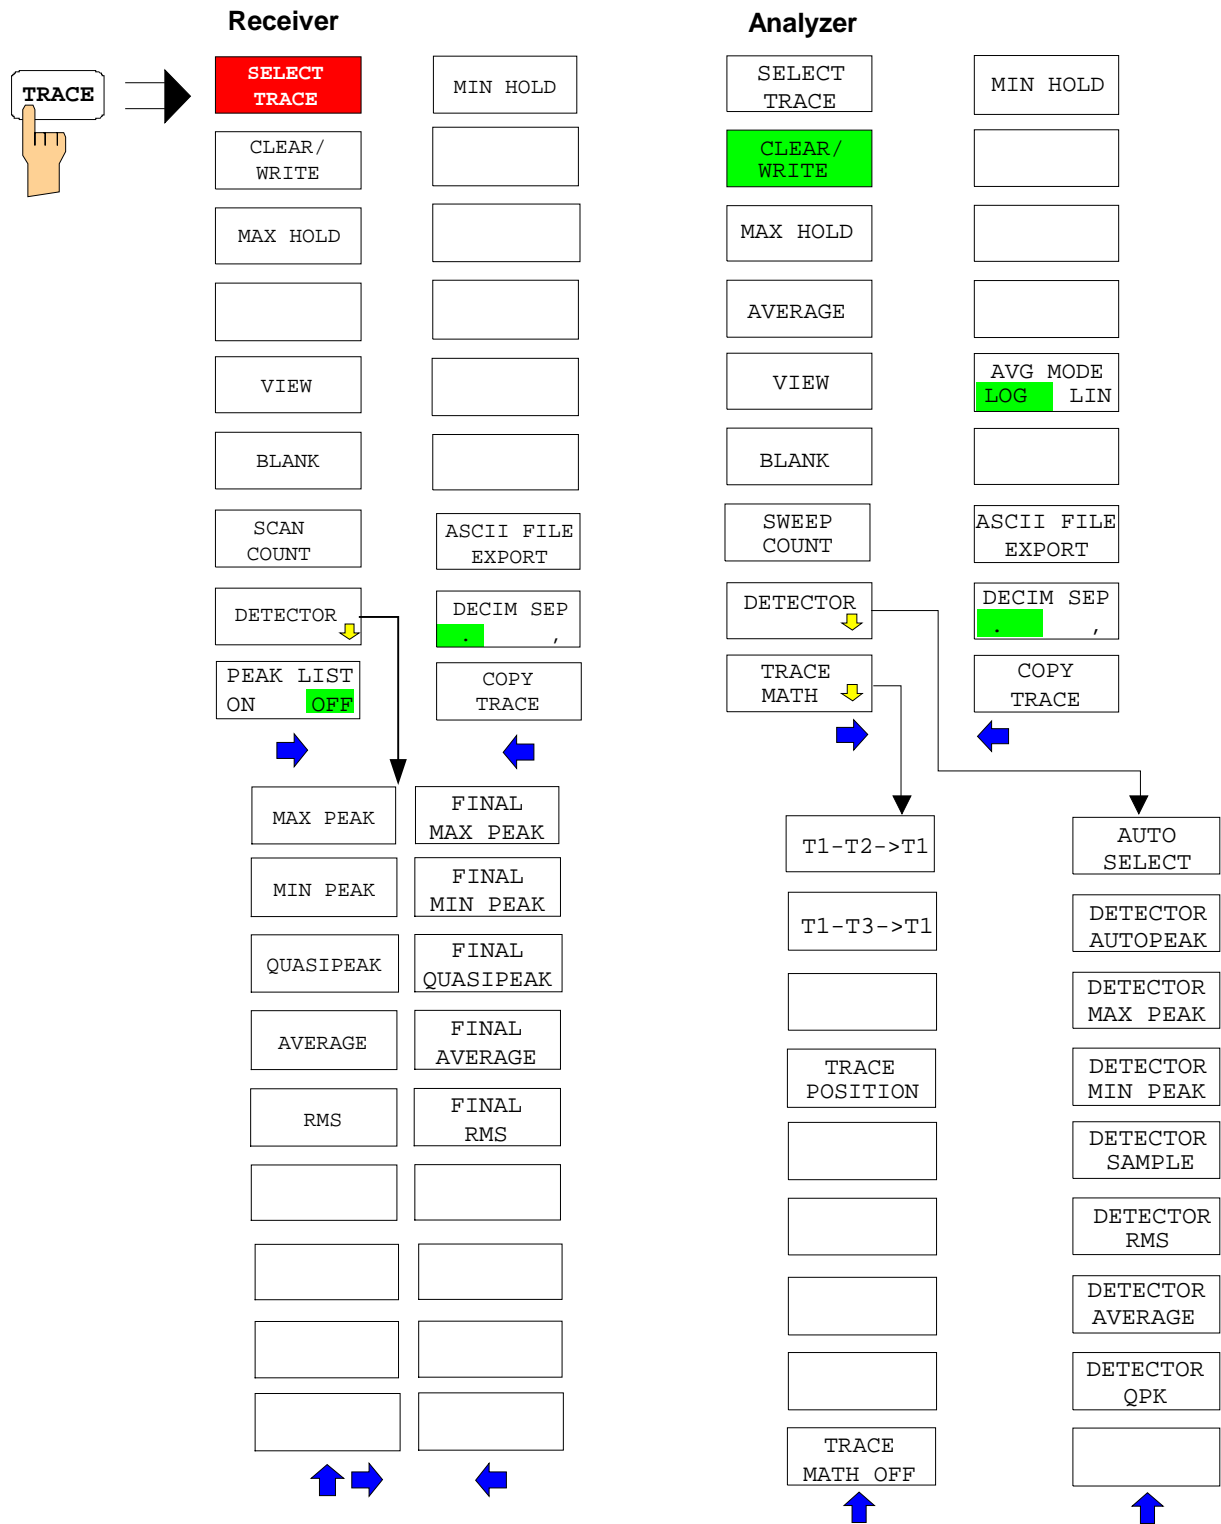 Receiver
Analyzer
TRACE
SELECT
TRACE
CLEAR/
WRITE
MAX HOLD
VIEW
BLANK
SCAN
COUNT
DETECTOR
PEAK LIST
ON OFF
MIN HOLD
ASCII FILE
EXPORT
DECIM SEP
. ,
COPY
TRACE
MAX PEAK
MIN PEAK
QUASIPEAK
AVERAGE
RMS
FINAL
MAX PEAK
FINAL
MIN PEAK
FINAL
QUASIPEAK
FINAL
AVERAGE
FINAL
RMS
SELECT
TRACE
CLEAR/
WRITE
MAX HOLD
AVERAGE
VIEW
BLANK
SWEEP
COUNT
DETECTOR
TRACE
MATH
MIN HOLD
AVG MODE
LOG LIN
ASCII FILE
EXPORT
DECIM SEP
. ,
COPY
TRACE
T1-T2->T1
T1-T3->T1
TRACE
POSITION
TRACE
MATH OFF
AUTO
SELECT
DETECTOR
AUTOPEAK
DETECTOR
MAX PEAK
DETECTOR
MIN PEAK
DETECTOR
SAMPLE
DETECTOR
RMS
DETECTOR
AVERAGE
DETECTOR
QPK